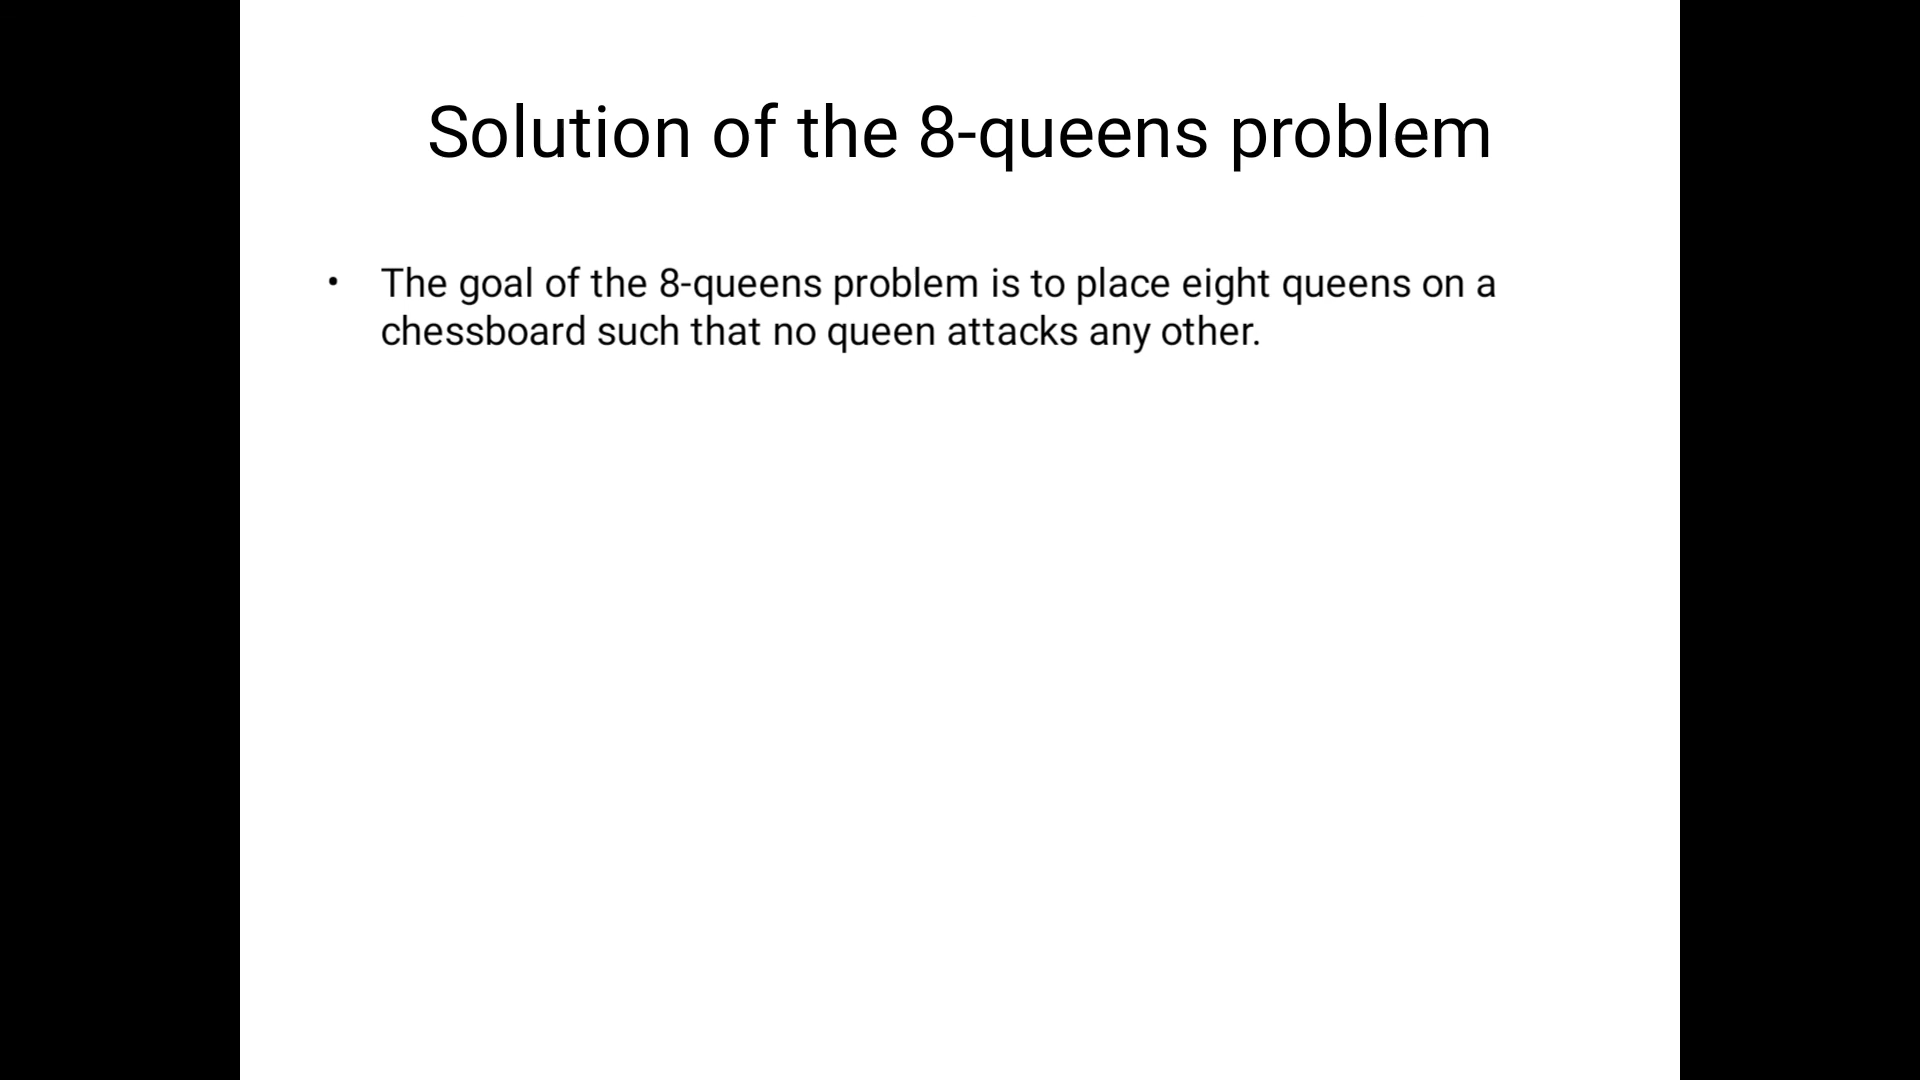 Solution of the 8-queens problem
• The goal of the 8-queens problem is to place eight queens on a
chessboard such that no queen attacks any other.